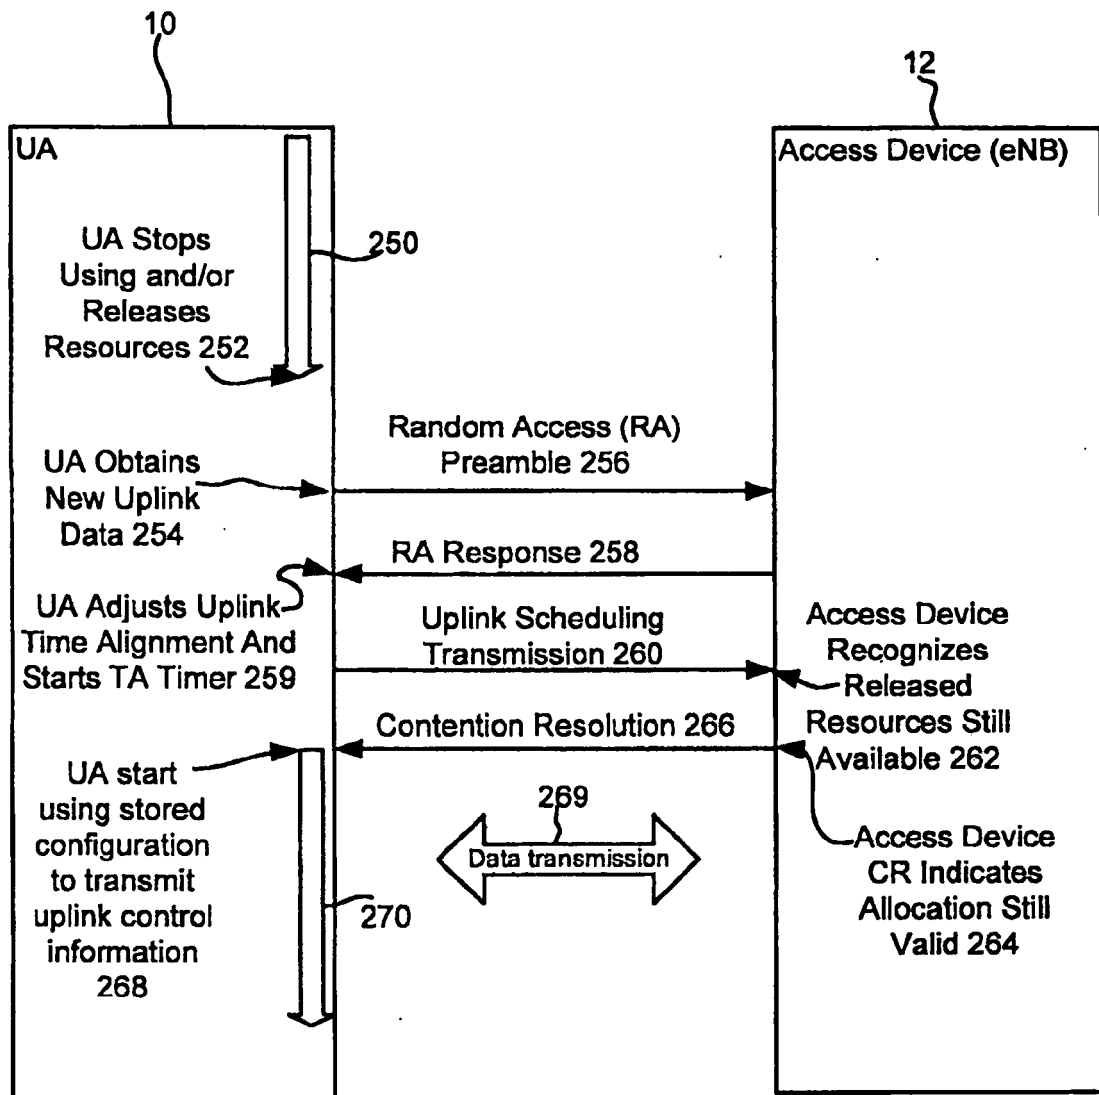 10
12
UA
Access Device (eNB)
UA Stops
Using and/or
Releases
Resources 252
250
Random Access (RA)
Preamble 256
UA Obtains
New Uplink
Data 254
RA Response 258
UA Adjusts Uplink
Time Alignment And
Starts TA Timer 259
Uplink Scheduling
Transmission 260
Access Device
Recognizes
Released
Resources Still
Available 262
Contention Resolution 266
UA start
using stored
configuration
to transmit
uplink control
information
268
269
Data transmission
270
Access Device
CR Indicates
Allocation Still
Valid 264